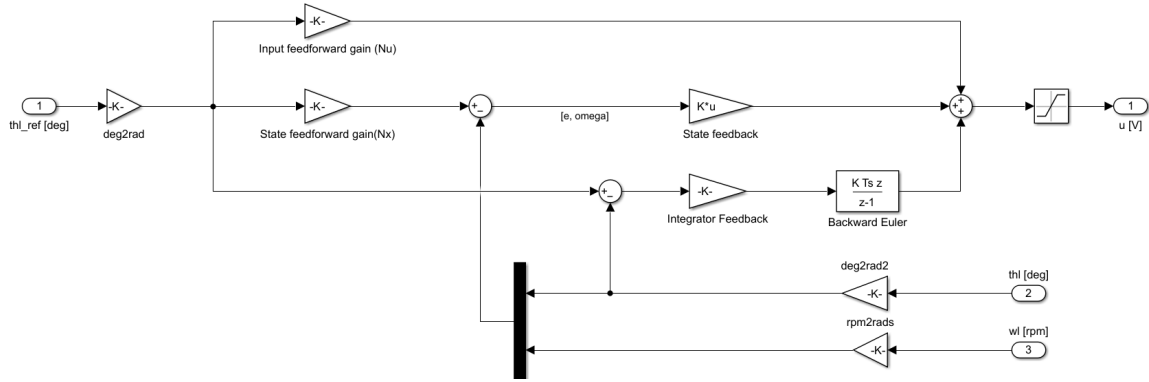 -K-
Input feedforward gain (Nu)
1
thl_ref [deg]
-K-
deg2rad
-K-
State feedforward gain(Nx)
+
−
[e, omega]
K*u
State feedback
+
+
+
1
u [V]
+
−
-K-
Integrator Feedback
K Ts z
z-1
Backward Euler
deg2rad2
-K-
thl [deg]
2
rpm2rads
-K-
wl [rpm]
3